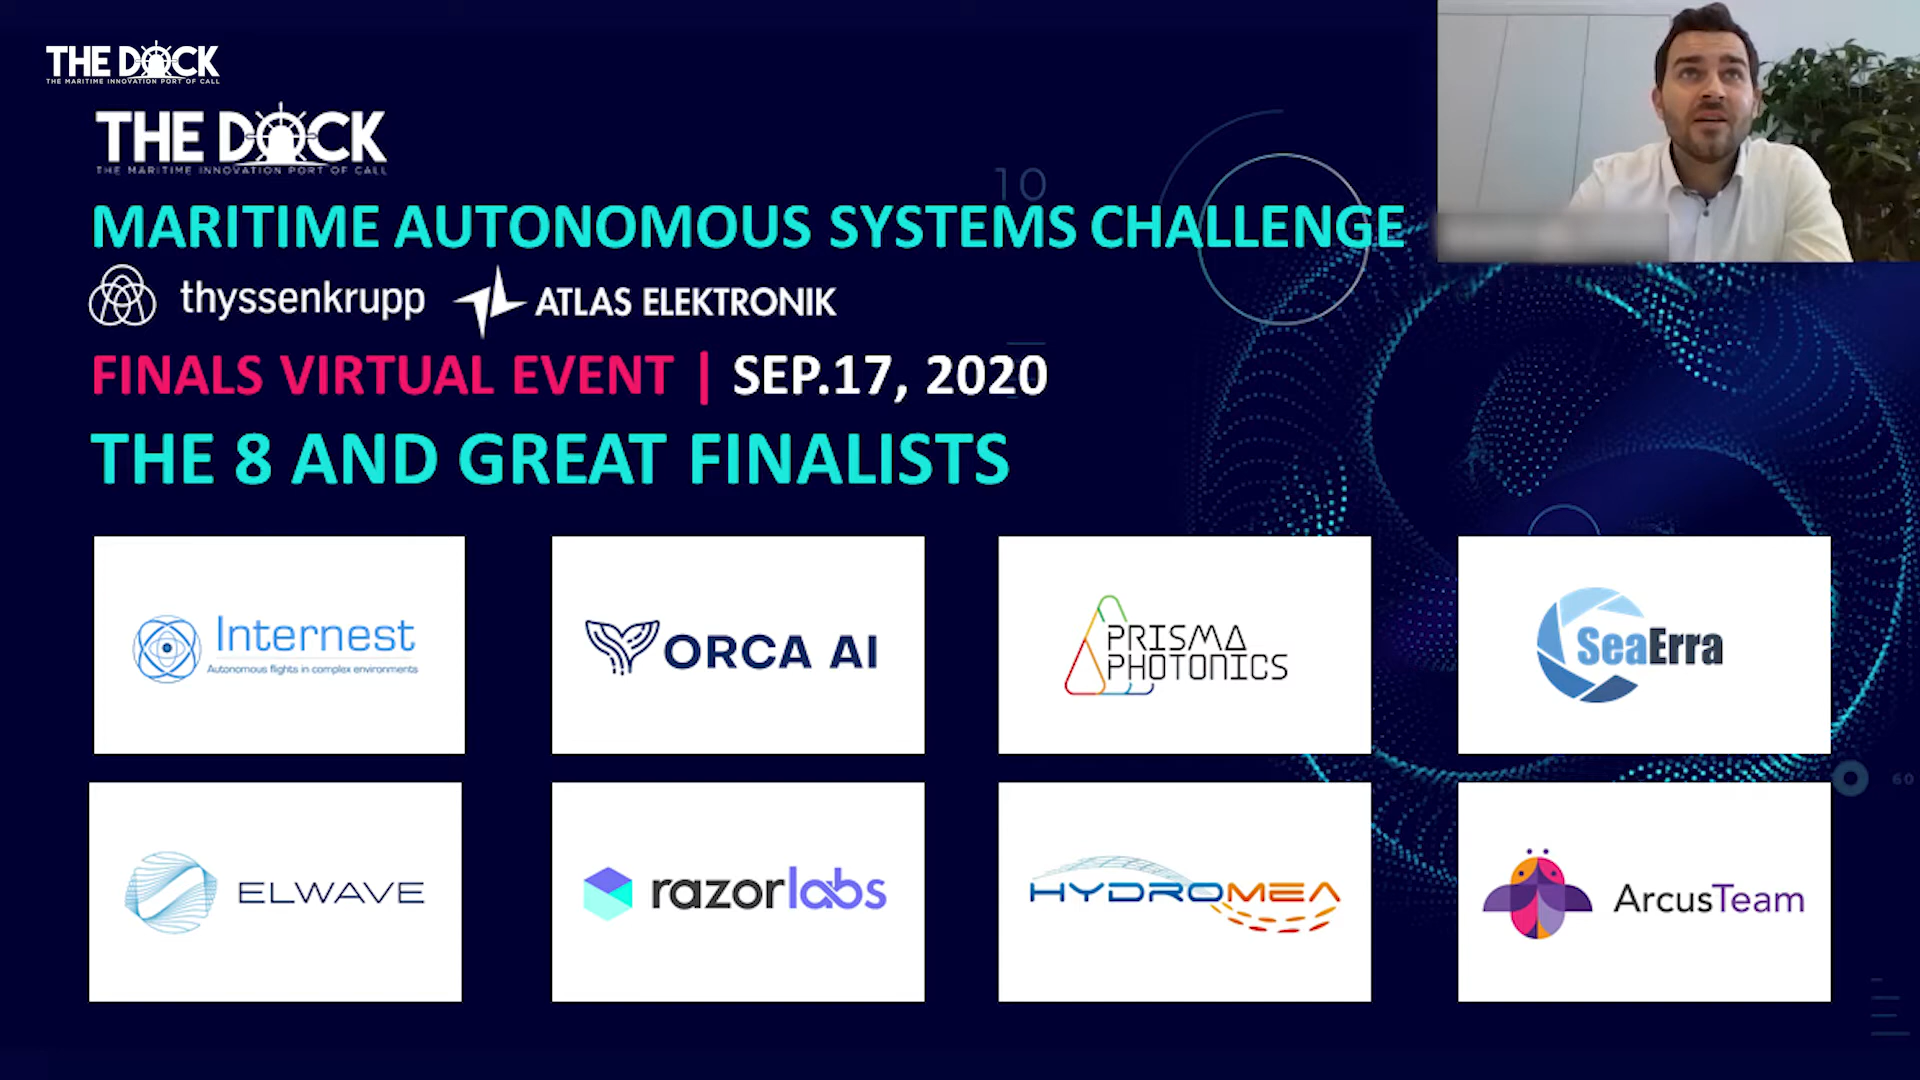 THE DOCK
THE MARITIME INNOVATION PORT OF CALL
THE DOCK
THE MARITIME INNOVATION PORT OF CALL
10
MARITIME AUTONOMOUS SYSTEMS CHALLENGE
thyssenkrupp ATLAS ELEKTRONIK
FINALS VIRTUAL EVENT | SEP.17, 2020
THE 8 AND GREAT FINALISTS
Internest
Autonomous flights in complex environments
ORCA AI
PRISMA
PHOTONICS
SeaErra
60
ELWAVE
razorlabs
HYDROMEA
ArcusTeam